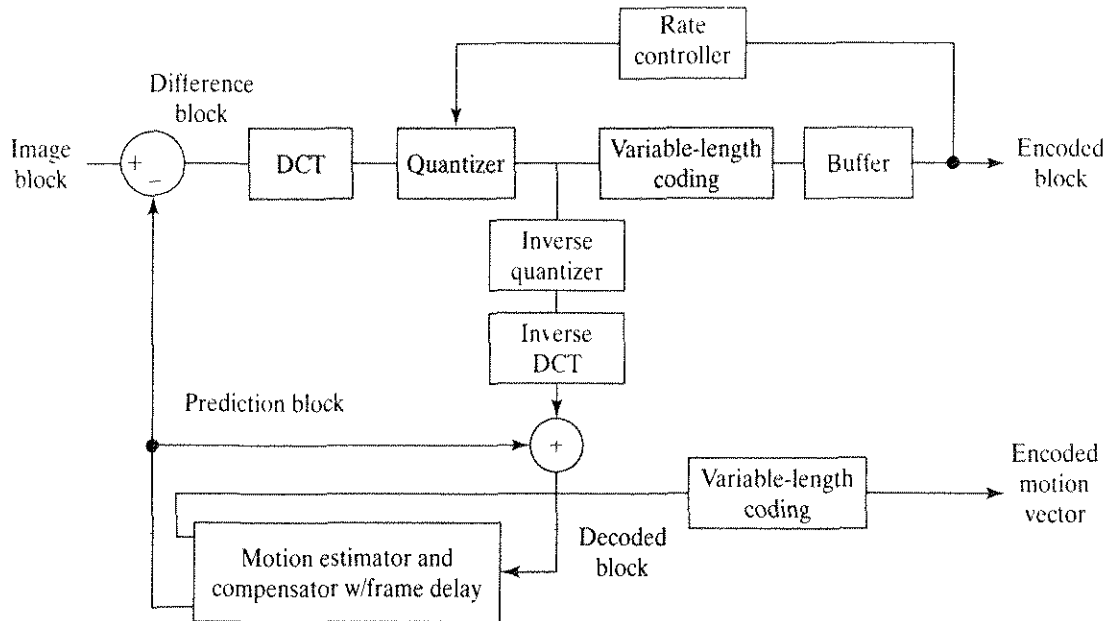 Rate
controller
Difference
block
Image
block
+
−
DCT
Quantizer
Variable-length
coding
Buffer
Encoded
block
Inverse
quantizer
Inverse
DCT
Prediction block
+
Variable-length
coding
Encoded
motion
vector
Motion estimator and
compensator w/frame delay
Decoded
block